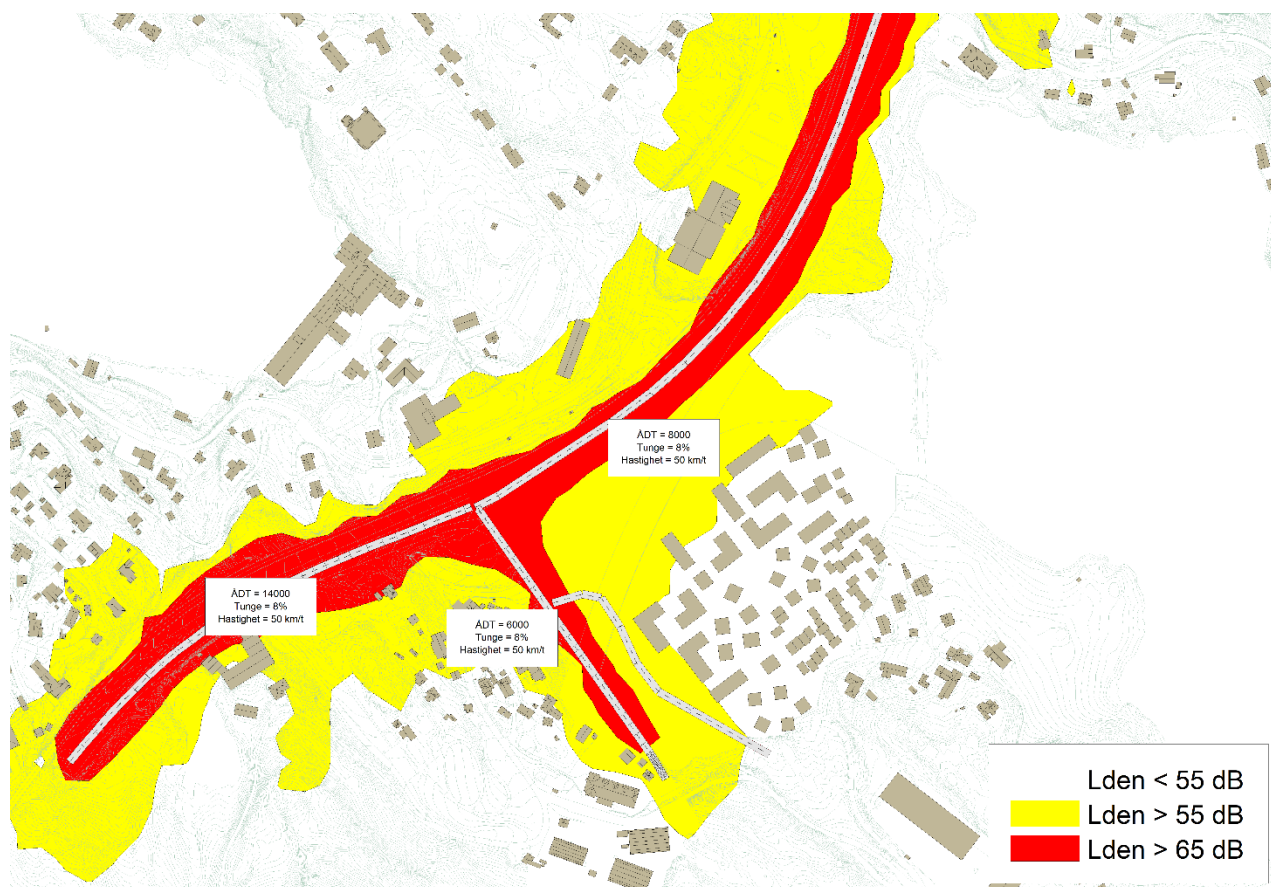 ÅDT = 8000
Tunge = 8%
Hastighet = 50 km/t
ÅDT = 14000
Tunge = 8%
Hastighet = 50 km/t
ÅDT = 6000
Tunge = 8%
Hastighet = 50 km/t
Lden < 55 dB
Lden > 55 dB
Lden > 65 dB